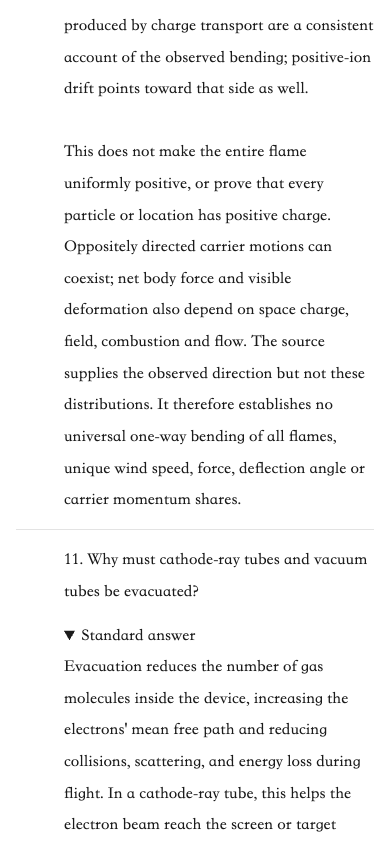 produced by charge transport are a consistent
account of the observed bending; positive-ion
drift points toward that side as well.
This does not make the entire flame
uniformly positive, or prove that every
particle or location has positive charge.
Oppositely directed carrier motions can
coexist; net body force and visible
deformation also depend on space charge,
field, combustion and flow. The source
supplies the observed direction but not these
distributions. It therefore establishes no
universal one-way bending of all flames,
unique wind speed, force, deflection angle or
carrier momentum shares.
11. Why must cathode-ray tubes and vacuum
tubes be evacuated?
▼ Standard answer
Evacuation reduces the number of gas
molecules inside the device, increasing the
electrons' mean free path and reducing
collisions, scattering, and energy loss during
flight. In a cathode-ray tube, this helps the
electron beam reach the screen or target